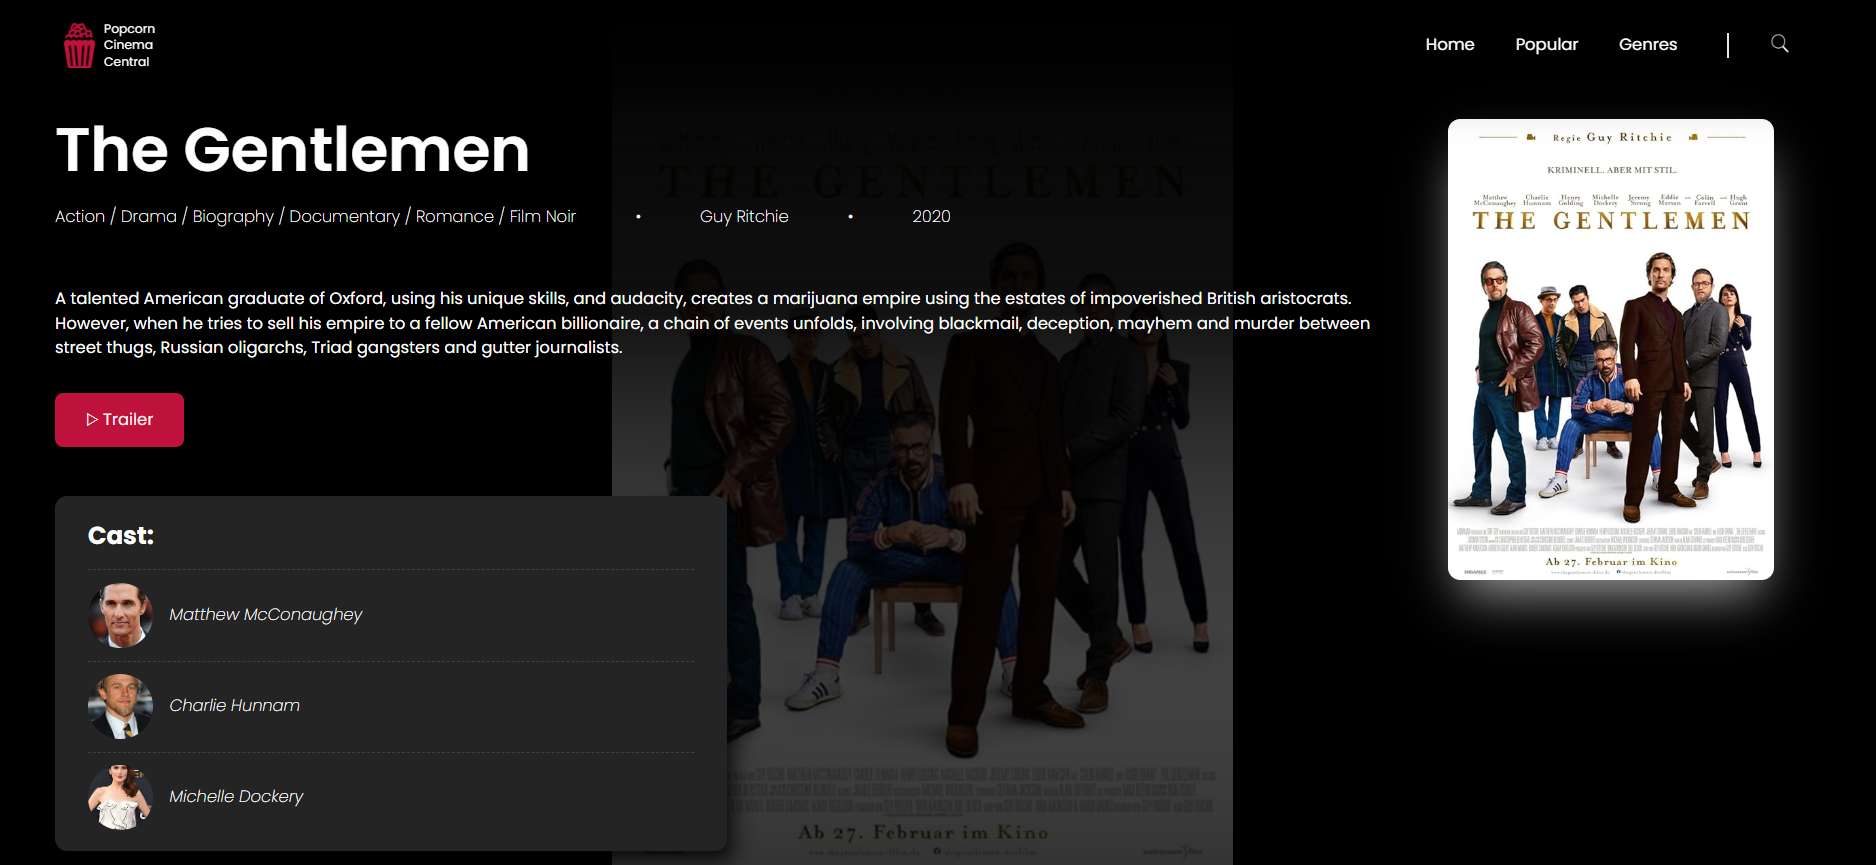 Popcorn
Cinema
Central
Home
Popular
Genres
The Gentlemen
Action / Drama / Biography / Documentary / Romance / Film Noir • Guy Ritchie • 2020
A talented American graduate of Oxford, using his unique skills, and audacity, creates a marijuana empire using the estates of impoverished British aristocrats.
However, when he tries to sell his empire to a fellow American billionaire, a chain of events unfolds, involving blackmail, deception, mayhem and murder between
street thugs, Russian oligarchs, Triad gangsters and gutter journalists.
Trailer
Cast:
Matthew McConaughey
Charlie Hunnam
Michelle Dockery
Regie Guy Ritchie
KRIMINELL. ABER MIT STIL.
Matthew McConaughey
Charlie Hunnam
Henry Golding
Michelle Dockery
Jeremy Strong
Eddie Marsan
and Colin Farrell
and Hugh Grant
THE GENTLEMEN
Ab 27. Februar im Kino
MIRAMAX
THE GENTLEMEN
Ab 27. Februar im Kino